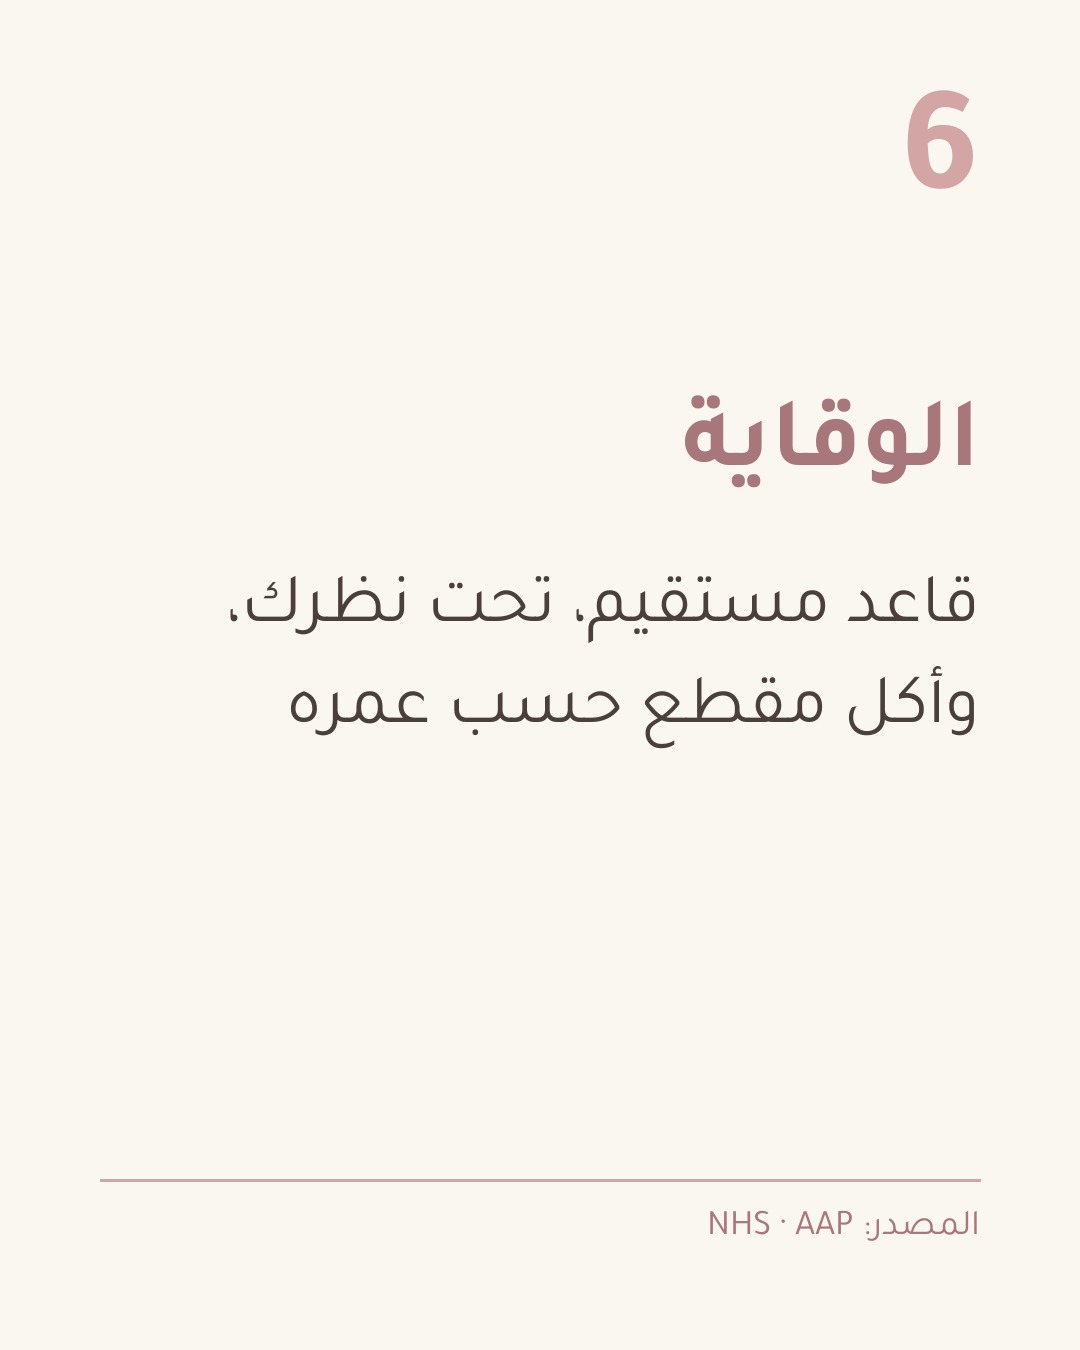 6
الوقاية
قاعد مستقيم، تحت نظرك،
وأكل مقطع حسب عمره
المصدر: NHS · AAP